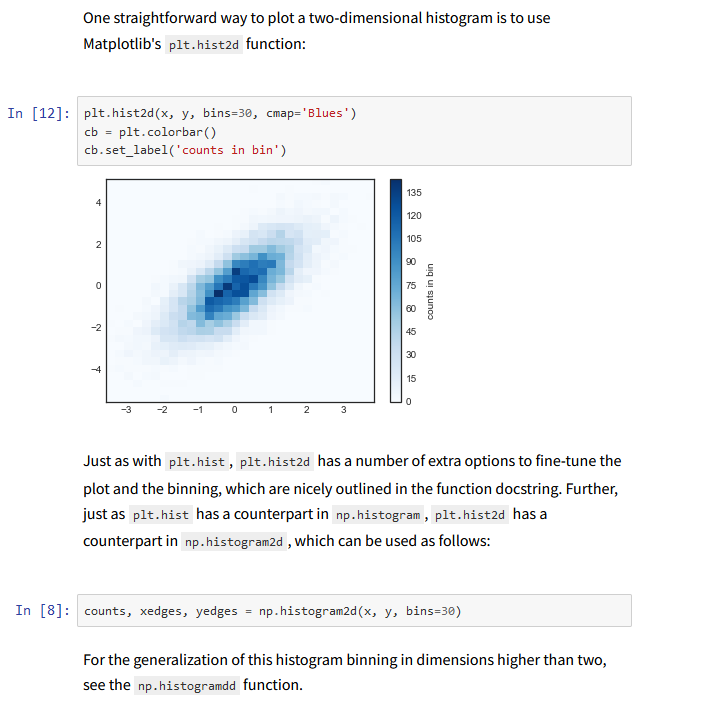 One straightforward way to plot a two-dimensional histogram is to use
Matplotlib's plt.hist2d function:
In [12]:
plt.hist2d(x, y, bins=30, cmap='Blues')
cb = plt.colorbar()
cb.set_label('counts in bin')
4
2
0
−2
−4
−3 −2 −1 0 1 2 3
135
120
105
90
75
60
45
30
15
0
counts in bin
Just as with plt.hist, plt.hist2d has a number of extra options to fine-tune the
plot and the binning, which are nicely outlined in the function docstring. Further,
just as plt.hist has a counterpart in np.histogram, plt.hist2d has a
counterpart in np.histogram2d, which can be used as follows:
In [8]:
counts, xedges, yedges = np.histogram2d(x, y, bins=30)
For the generalization of this histogram binning in dimensions higher than two,
see the np.histogramdd function.